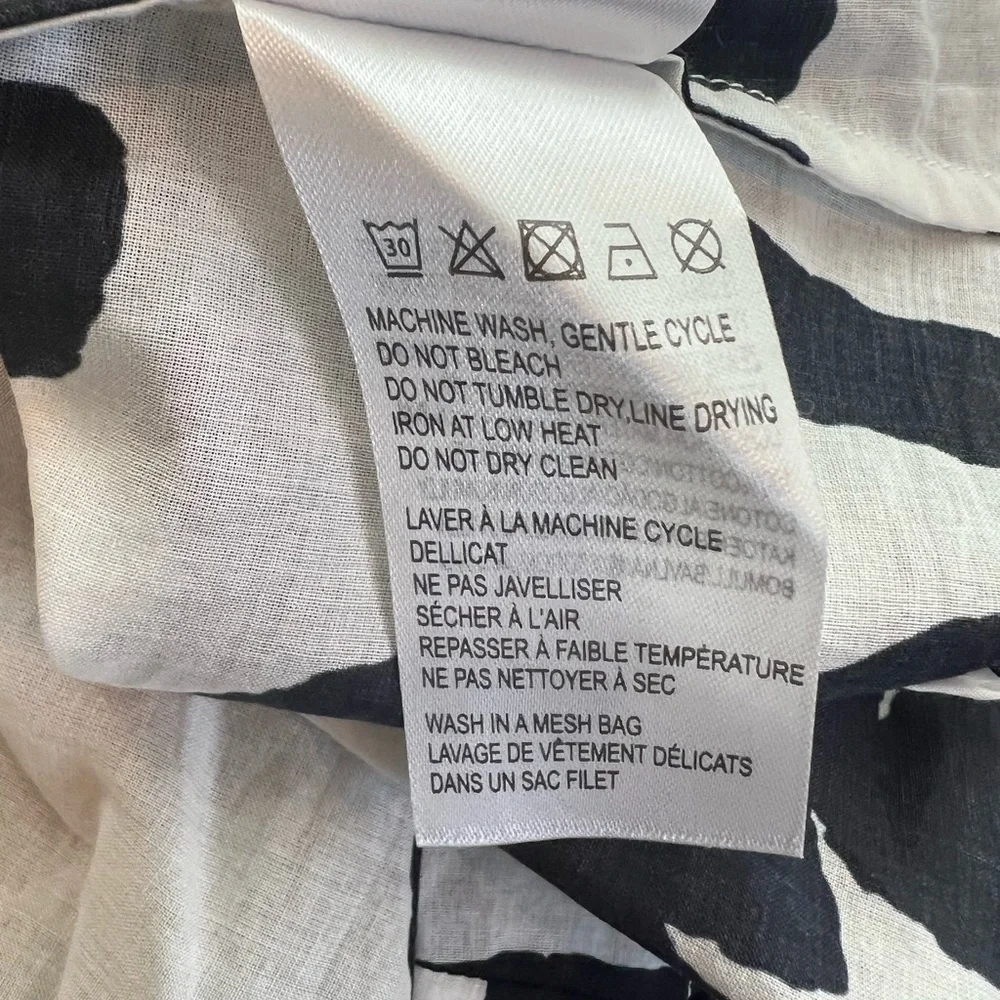 30
MACHINE WASH, GENTLE CYCLE
DO NOT BLEACH
DO NOT TUMBLE DRY,LINE DRYING
IRON AT LOW HEAT
DO NOT DRY CLEAN
LAVER À LA MACHINE CYCLE
DELLICAT
NE PAS JAVELLISER
SÉCHER À L'AIR
REPASSER À FAIBLE TEMPÉRATURE
NE PAS NETTOYER À SEC
WASH IN A MESH BAG
LAVAGE DE VÊTEMENT DÉLICATS
DANS UN SAC FILET